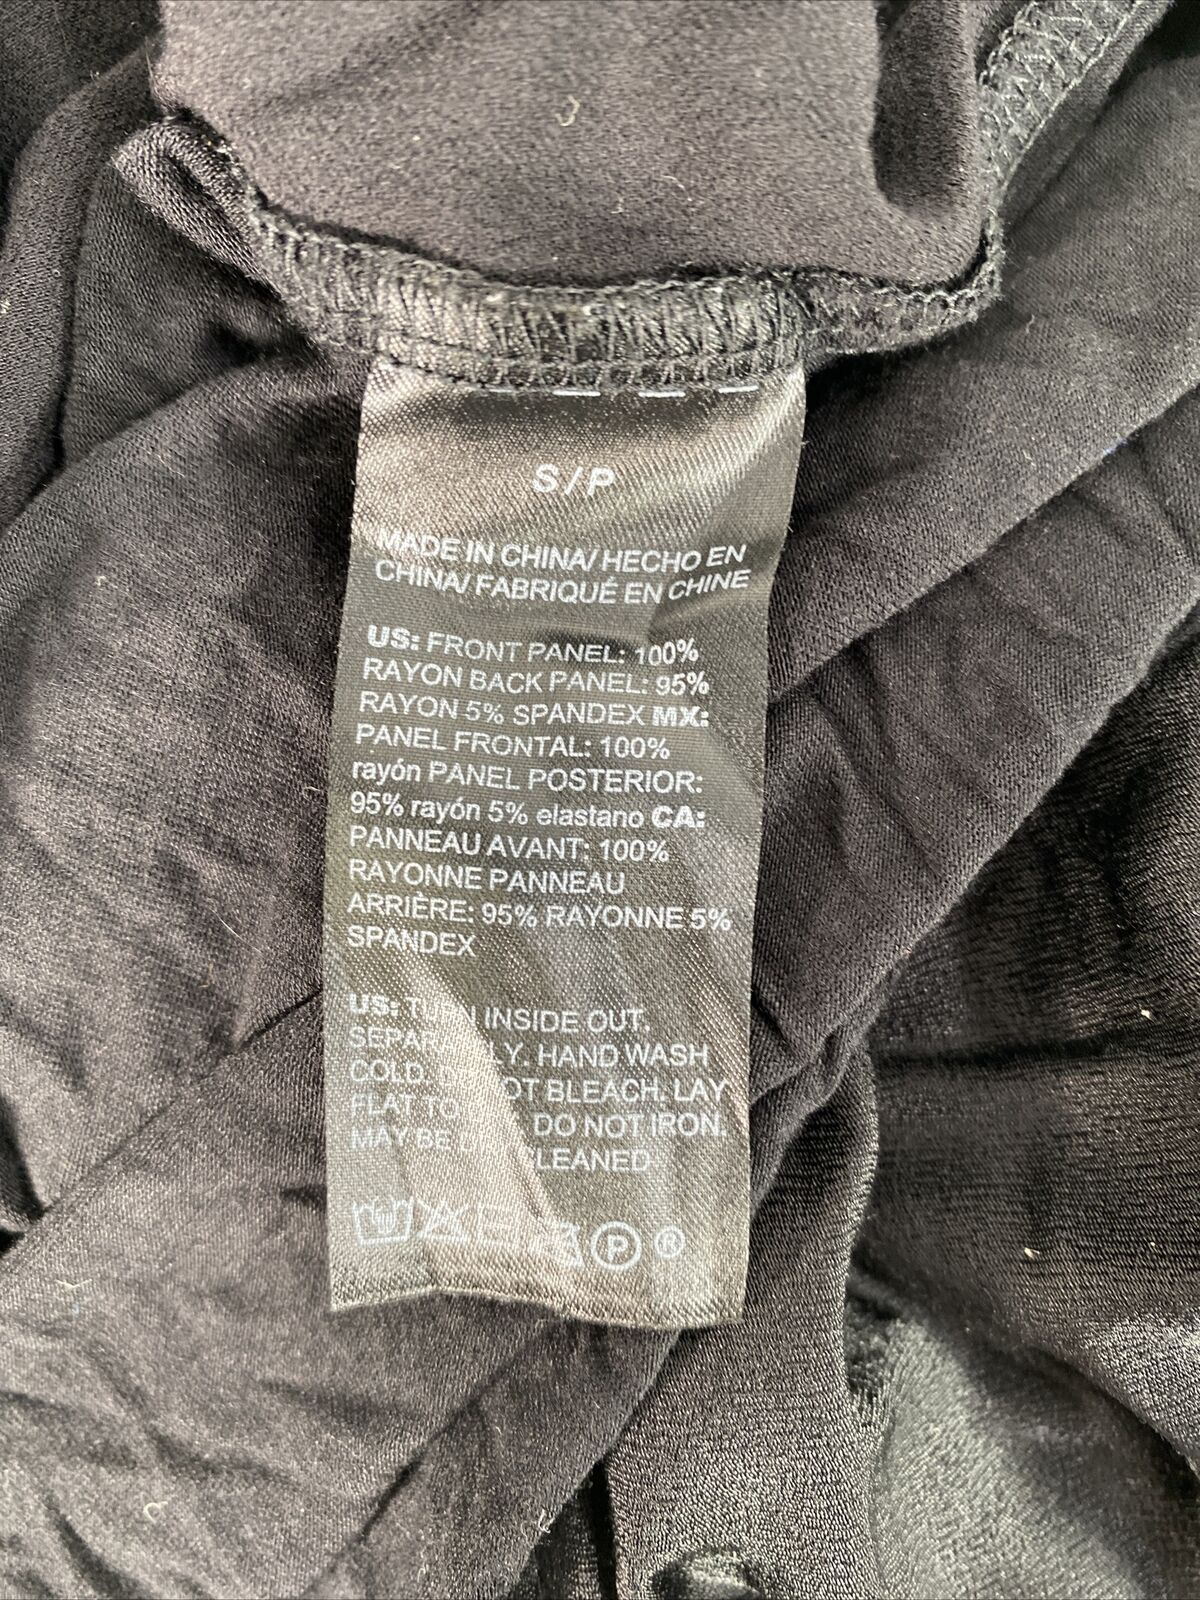 S/P
MADE IN CHINA/ HECHO EN
CHINA/ FABRIQUÉ EN CHINE
US: FRONT PANEL: 100%
RAYON BACK PANEL: 95%
RAYON 5% SPANDEX MX:
PANEL FRONTAL: 100%
rayón PANEL POSTERIOR:
95% rayón 5% elastano CA:
PANNEAU AVANT: 100%
RAYONNE PANNEAU
ARRIÈRE: 95% RAYONNE 5%
SPANDEX
US: INSIDE OUT.
HAND WASH
COLD. BLEACH. LAY
FLAT DO NOT IRON.
MAY BE
P ®